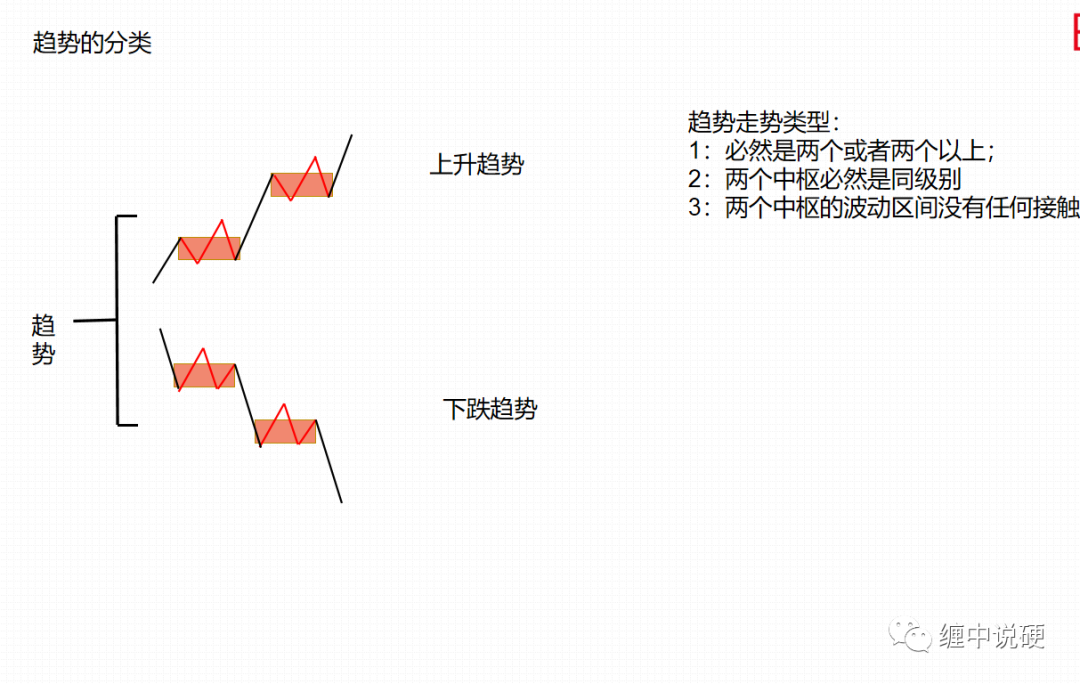 趋势的分类
趋势走势类型：
1：必然是两个或者两个以上；
2：两个中枢必然是同级别
3：两个中枢的波动区间没有任何接触
上升趋势
趋
势
下跌趋势
缠中说硬